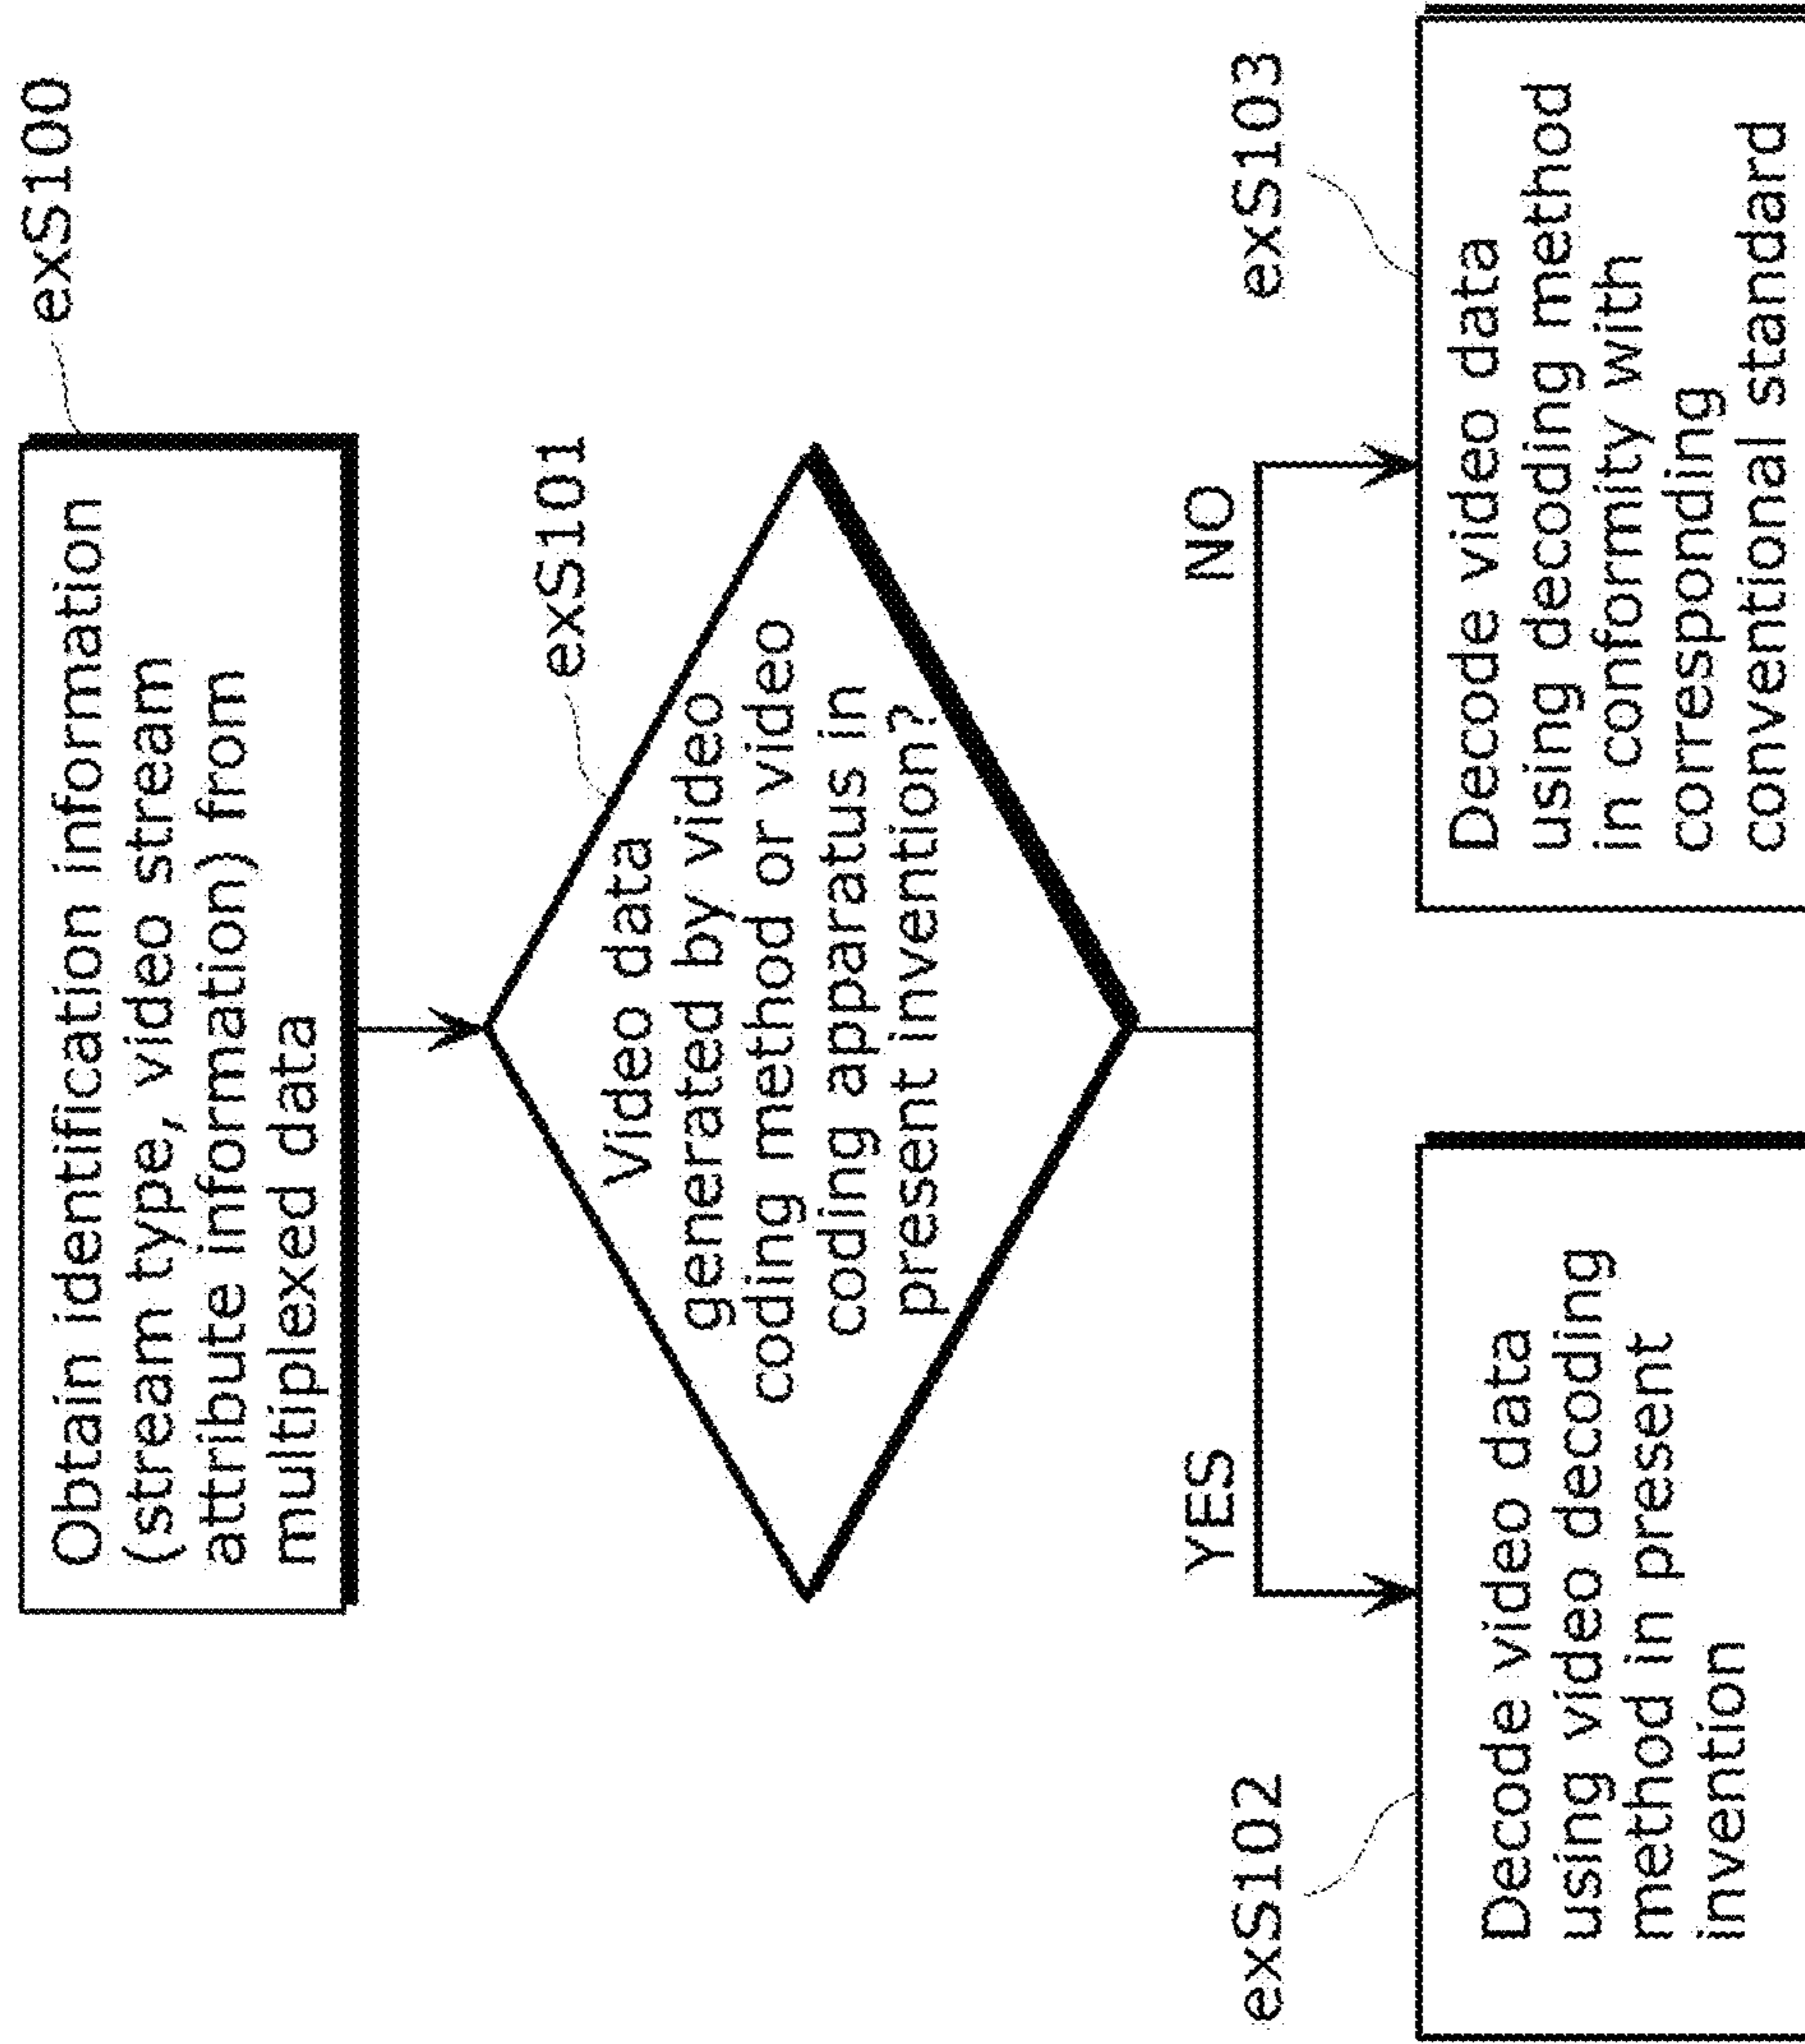 exS100
Obtain identification information
(stream type, video stream
attribute information) from
multiplexed data
exS101
Video data
generated by video
coding method or video
coding apparatus in
present invention?
YES
NO
exS102
Decode video data
using video decoding
method in present
invention
exS103
Decode video data
using decoding method
in conformity with
corresponding
conventional standard